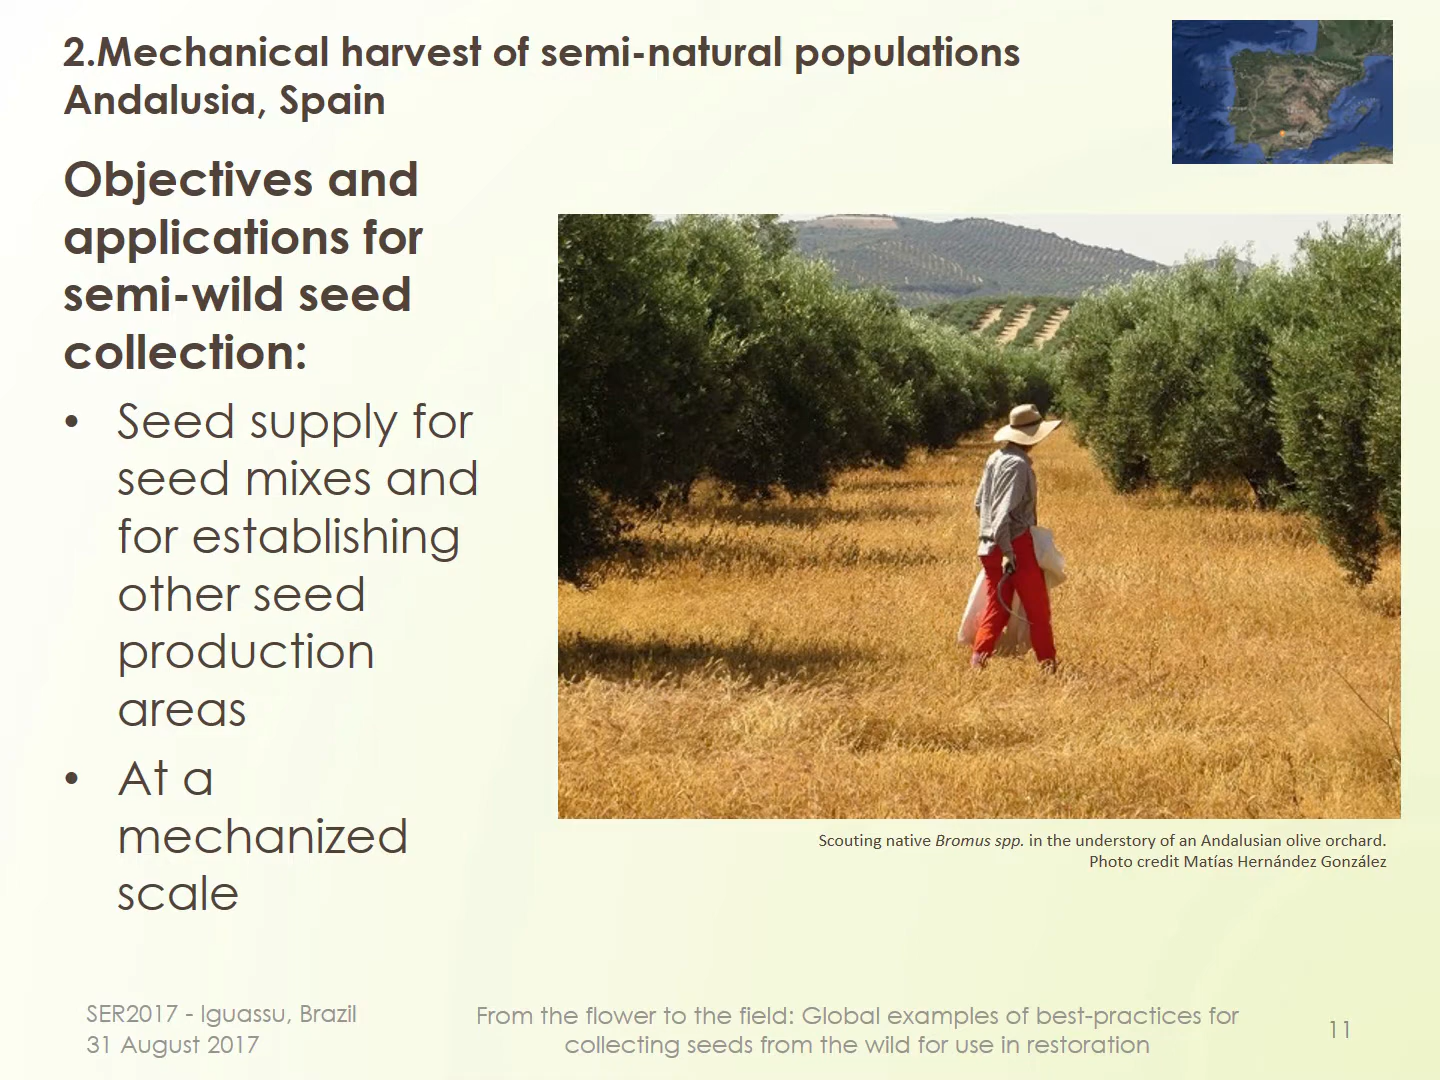 2.Mechanical harvest of semi-natural populations
Andalusia, Spain
Objectives and
applications for
semi-wild seed
collection:
• Seed supply for
seed mixes and
for establishing
other seed
production
areas
• At a
mechanized
scale
Scouting native Bromus spp. in the understory of an Andalusian olive orchard.
Photo credit Matías Hernández González
SER2017 - Iguassu, Brazil
31 August 2017
From the flower to the field: Global examples of best-practices for
collecting seeds from the wild for use in restoration
11